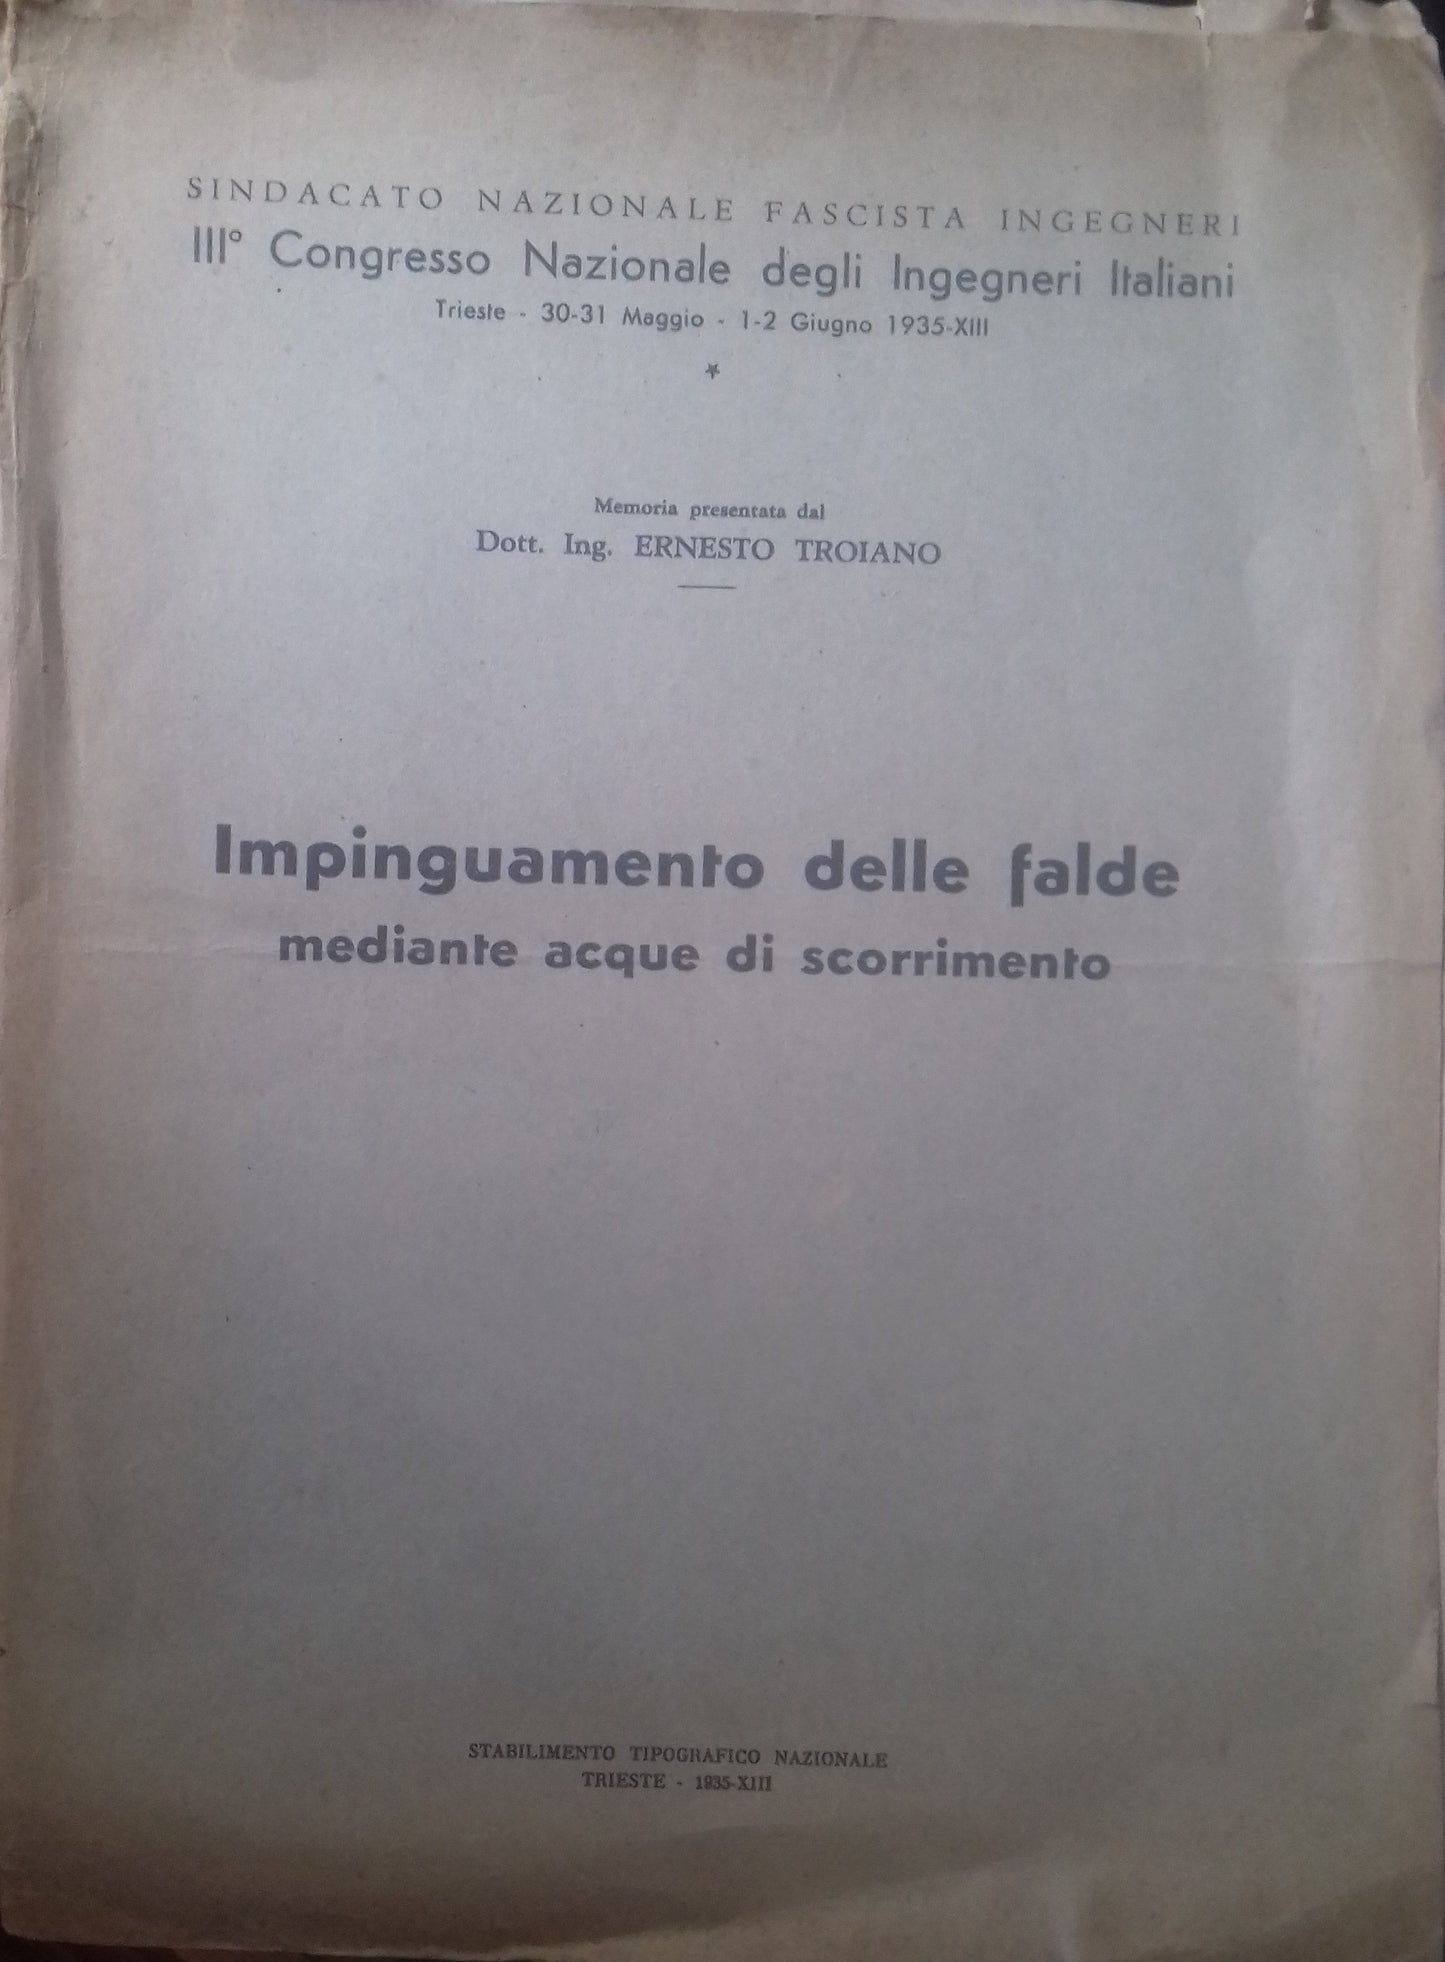 SINDACATO NAZIONALE FASCISTA INGEGNERI
III° Congresso Nazionale degli Ingegneri Italiani
Trieste - 30-31 Maggio - 1-2 Giugno 1935-XIII
*
Memoria presentata dal
Dott. Ing. ERNESTO TROIANO
Impinguamento delle falde
mediante acque di scorrimento
STABILIMENTO TIPOGRAFICO NAZIONALE
TRIESTE - 1935-XIII